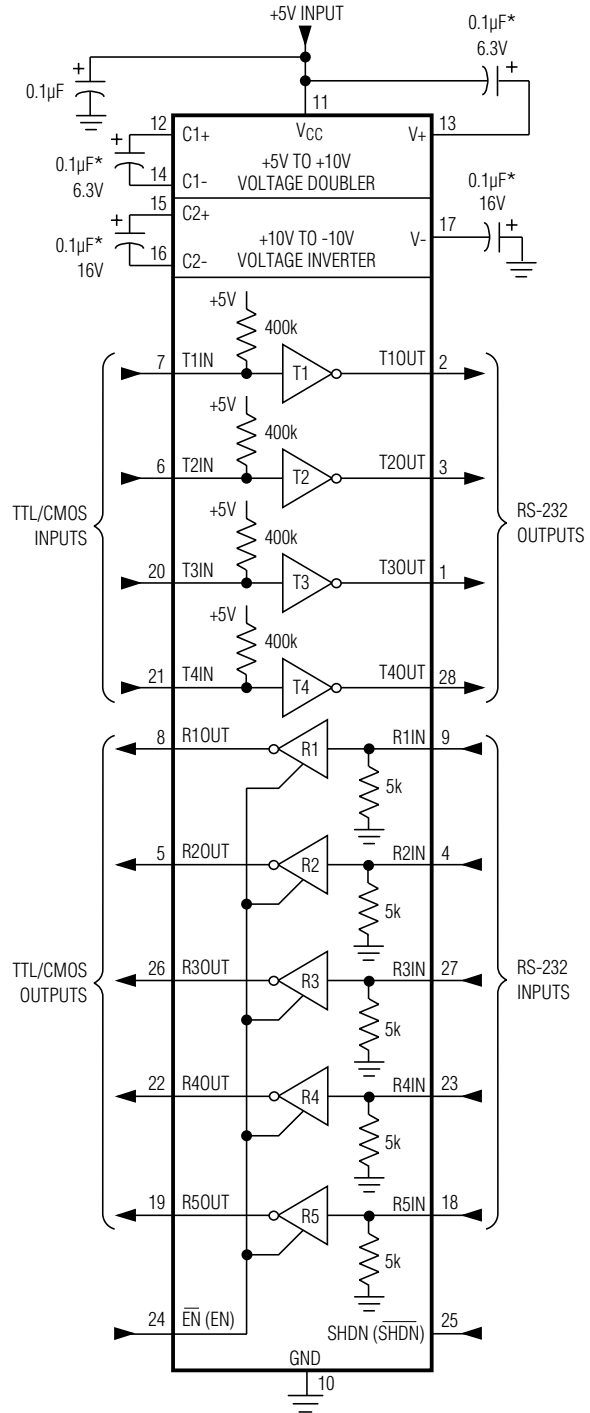 +5V INPUT
0.1µF*
6.3V
+
0.1µF
+
11
12
C1+
VCC
V+
13
+
0.1µF*
6.3V
14
C1-
+5V TO +10V
VOLTAGE DOUBLER
15
C2+
+
0.1µF*
16V
16
C2-
+10V TO -10V
VOLTAGE INVERTER
V-
17
0.1µF*
16V
+
+5V
400k
7
T1IN
T1
T1OUT
2
+5V
400k
6
T2IN
T2
T2OUT
3
TTL/CMOS
INPUTS
RS-232
OUTPUTS
+5V
400k
20
T3IN
T3
T3OUT
1
+5V
400k
21
T4IN
T4
T4OUT
28
8
R1OUT
R1
R1IN
9
5k
5
R2OUT
R2
R2IN
4
5k
TTL/CMOS
OUTPUTS
RS-232
INPUTS
26
R3OUT
R3
R3IN
27
5k
22
R4OUT
R4
R4IN
23
5k
19
R5OUT
R5
R5IN
18
5k
24
E̅N̅ (EN)
SHDN (S̅H̅D̅N̅)
25
GND
10